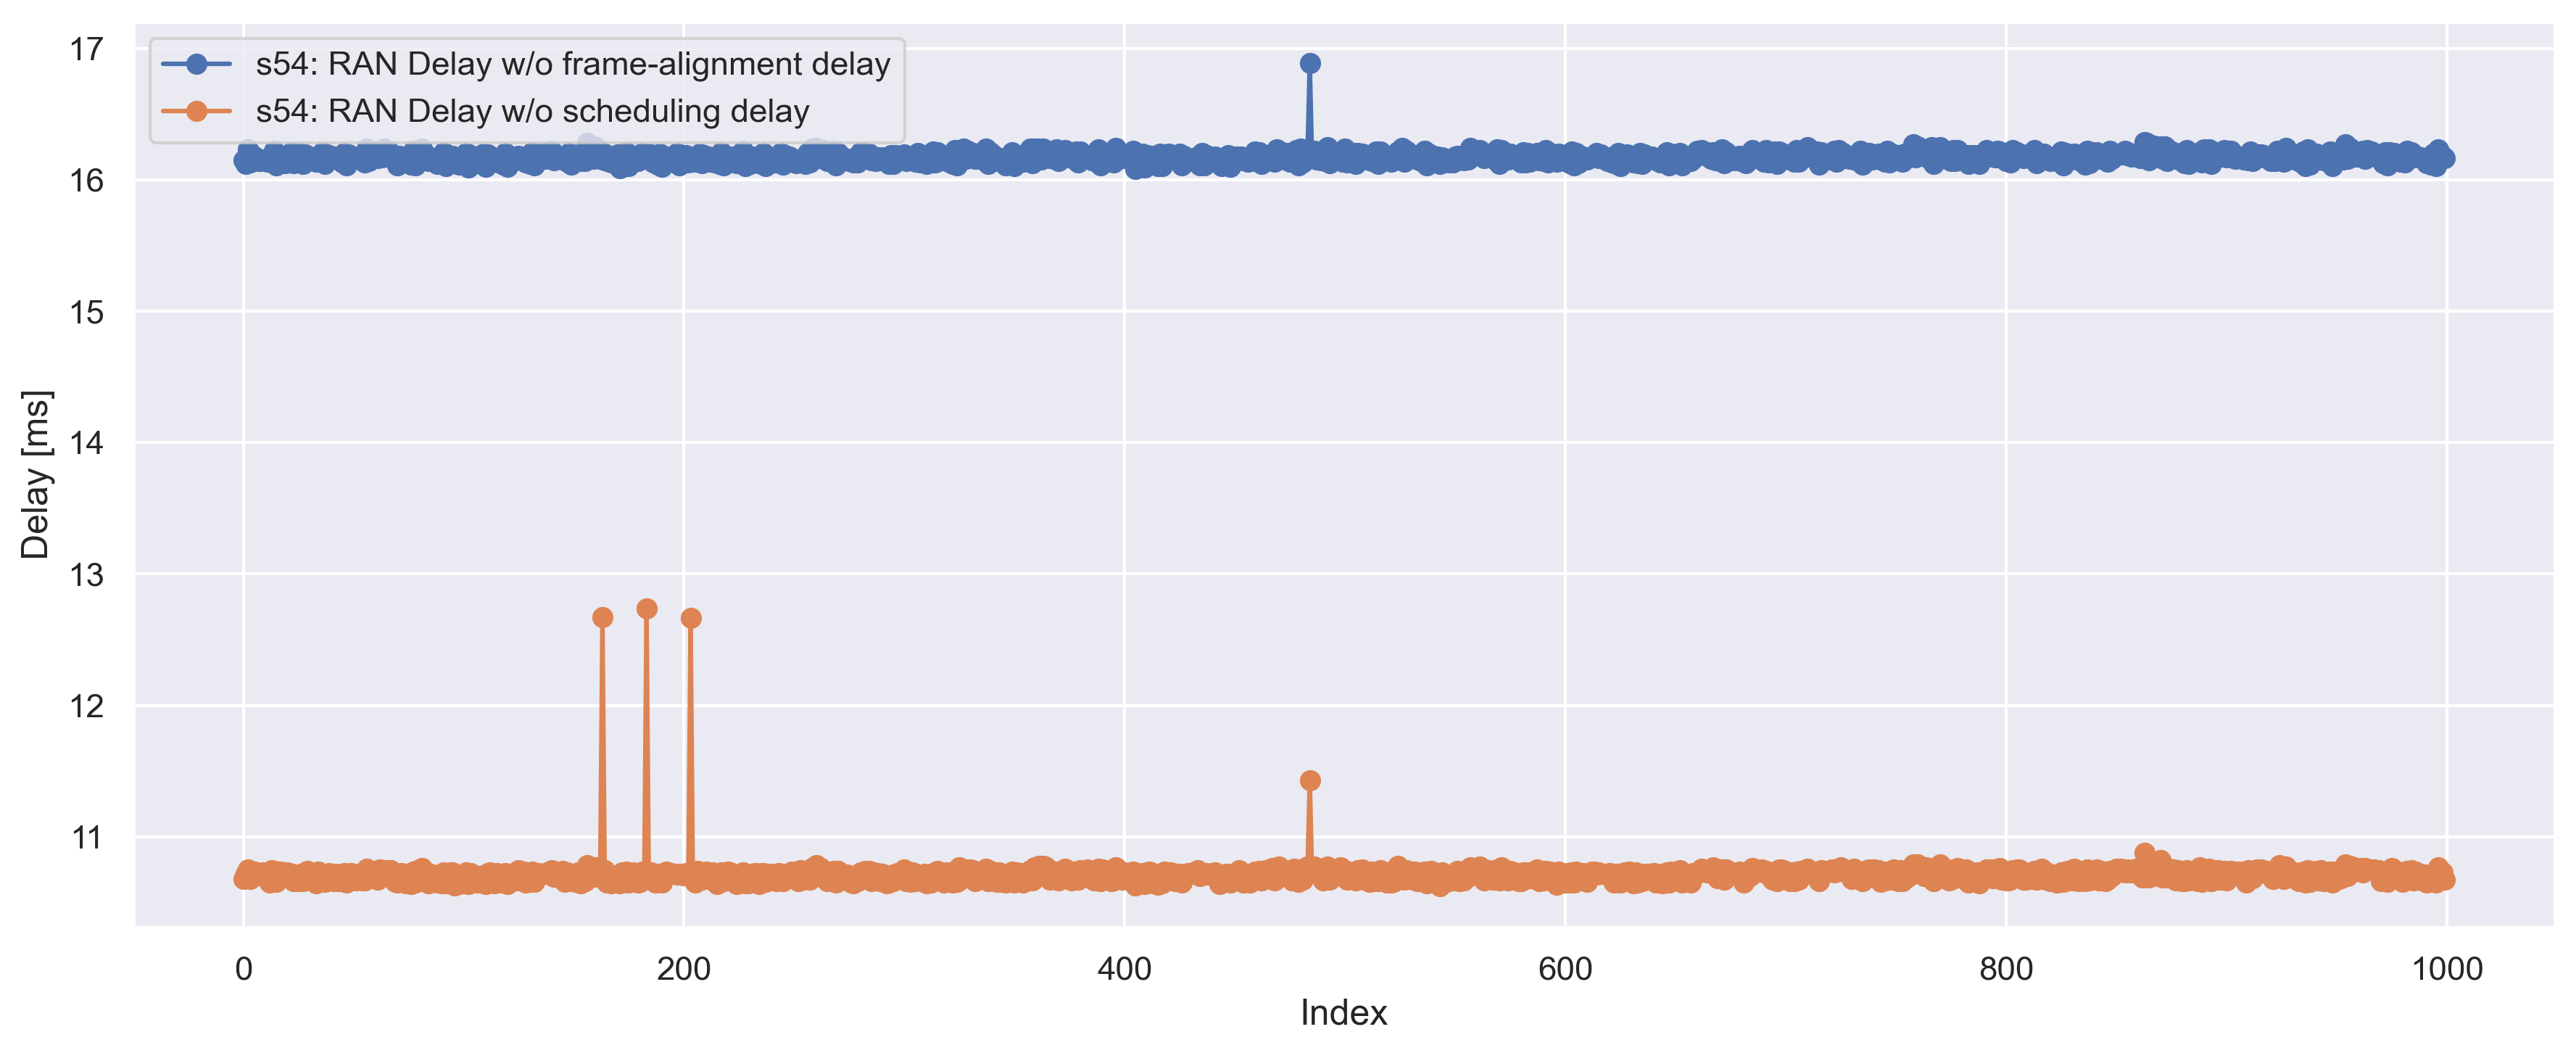 s54: RAN Delay w/o frame-alignment delay
s54: RAN Delay w/o scheduling delay
17
16
15
14
13
12
11
Delay [ms]
0 200 400 600 800 1000
Index